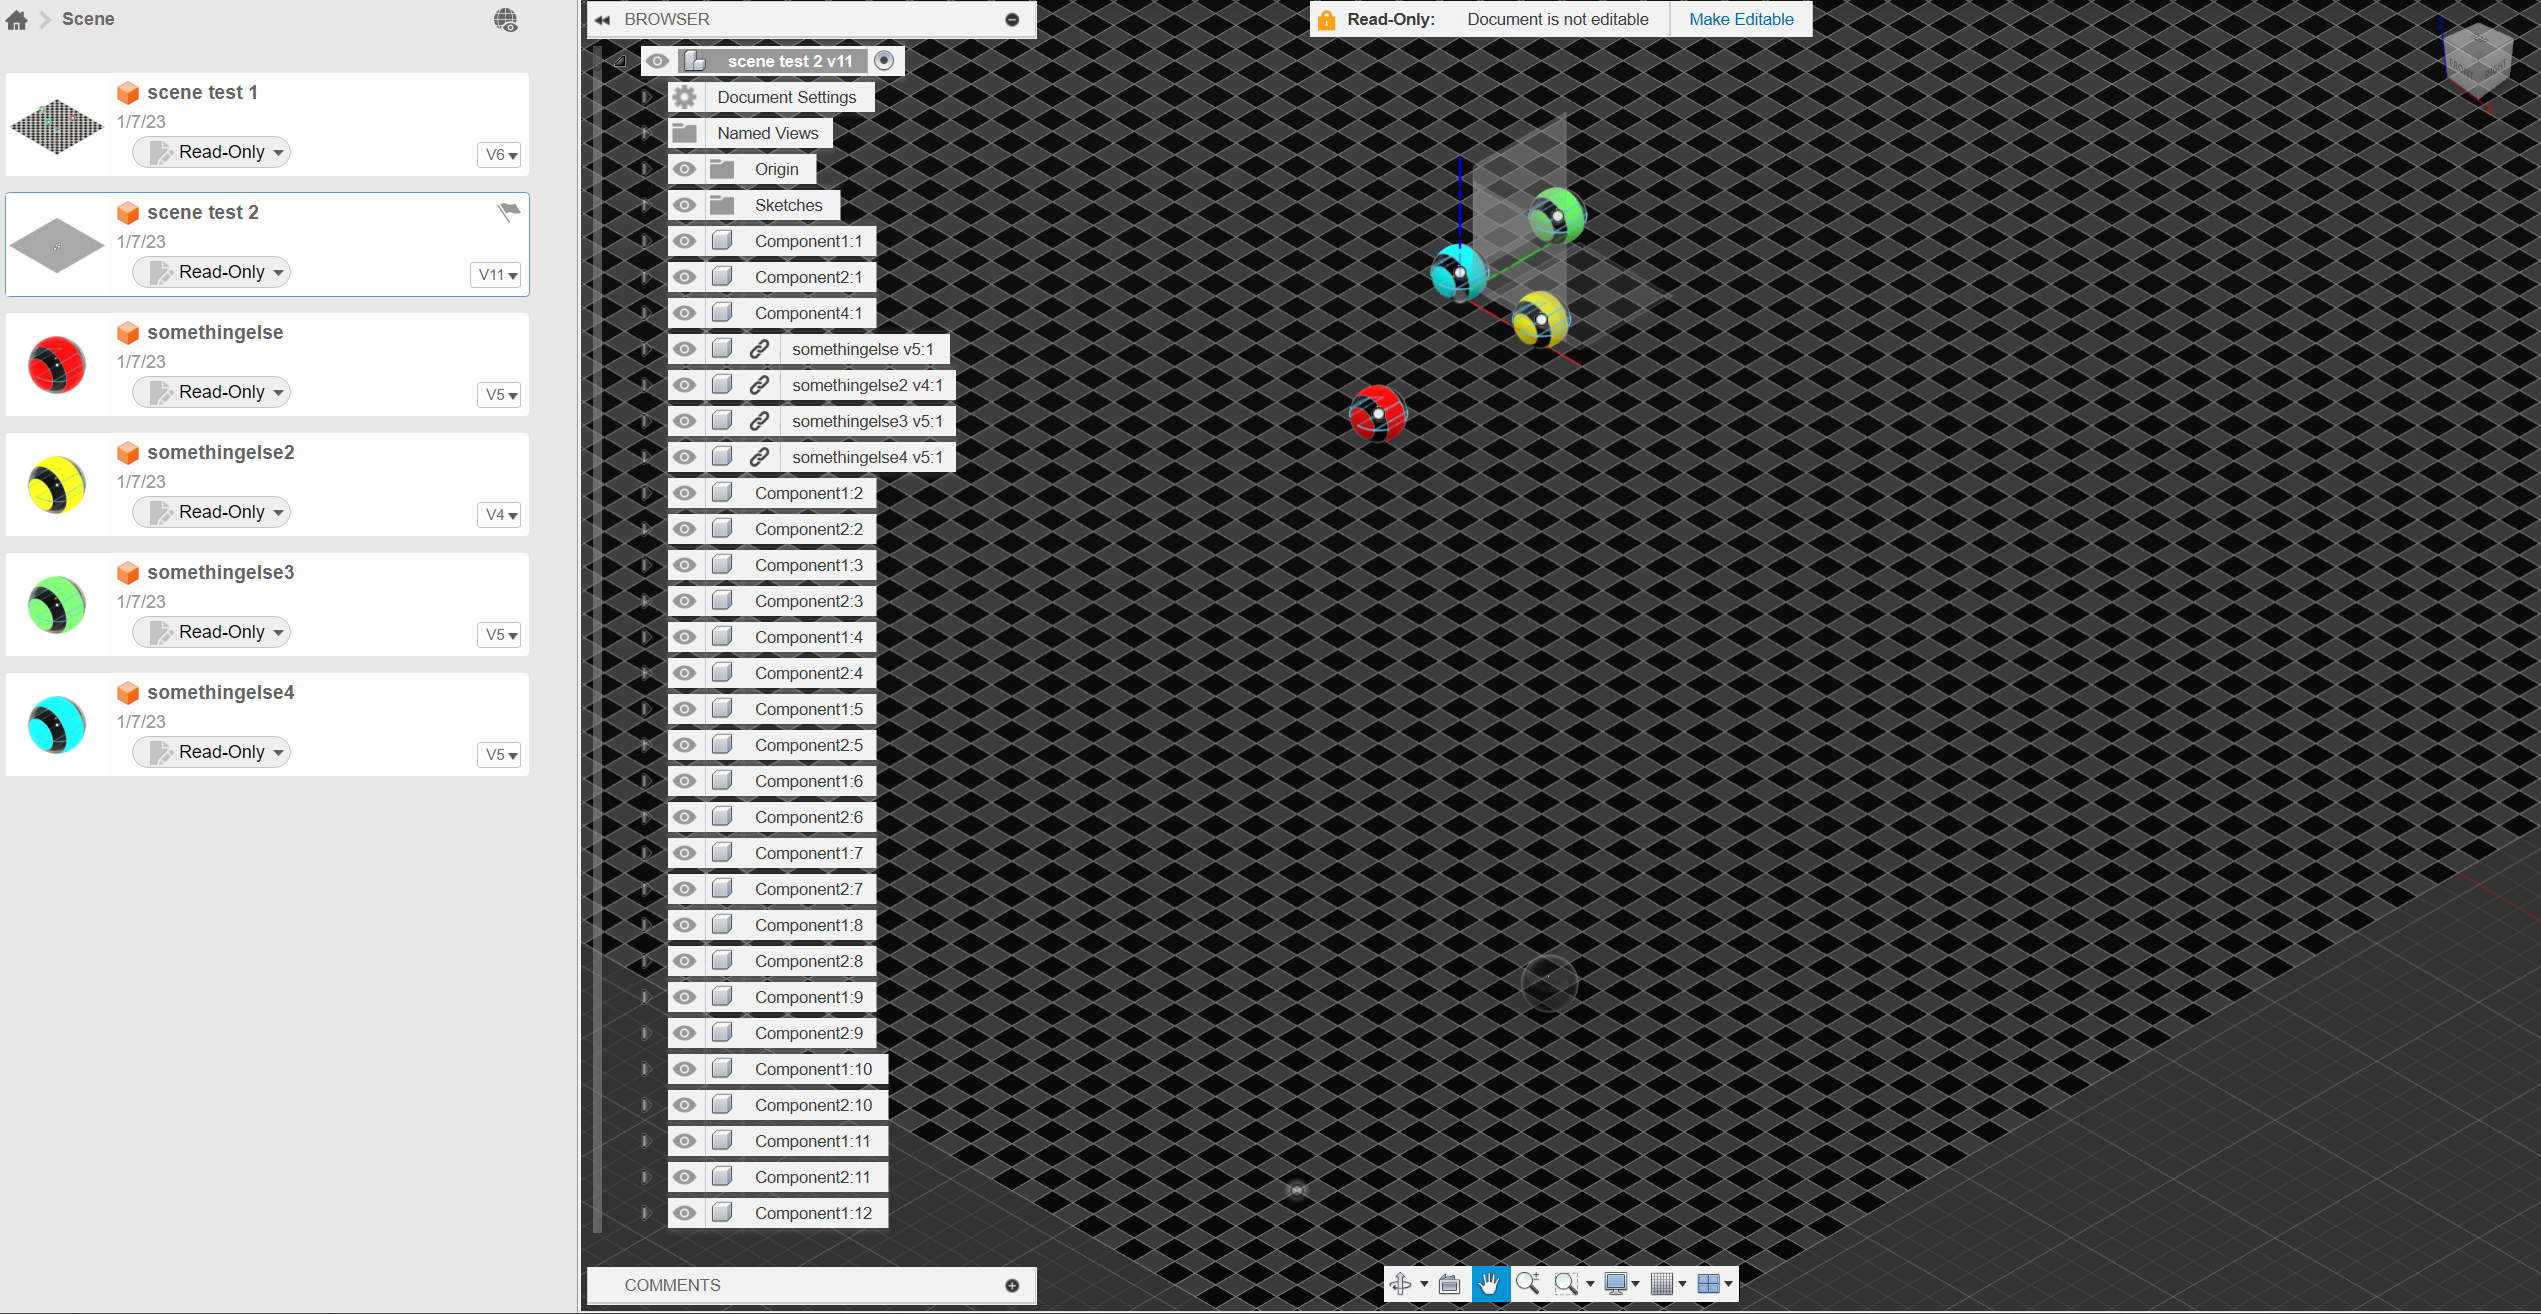 Scene
scene test 1
1/7/23
Read-Only
V6
scene test 2
1/7/23
Read-Only
V11
somethingelse
1/7/23
Read-Only
V5
somethingelse2
1/7/23
Read-Only
V4
somethingelse3
1/7/23
Read-Only
V5
somethingelse4
1/7/23
Read-Only
V5
BROWSER
scene test 2 v11
Document Settings
Named Views
Origin
Sketches
Component1:1
Component2:1
Component4:1
somethingelse v5:1
somethingelse2 v4:1
somethingelse3 v5:1
somethingelse4 v5:1
Component1:2
Component2:2
Component1:3
Component2:3
Component1:4
Component2:4
Component1:5
Component2:5
Component1:6
Component2:6
Component1:7
Component2:7
Component1:8
Component2:8
Component1:9
Component2:9
Component1:10
Component2:10
Component1:11
Component2:11
Component1:12
COMMENTS
Read-Only: Document is not editable Make Editable
Z
FRONT
RIGHT
X